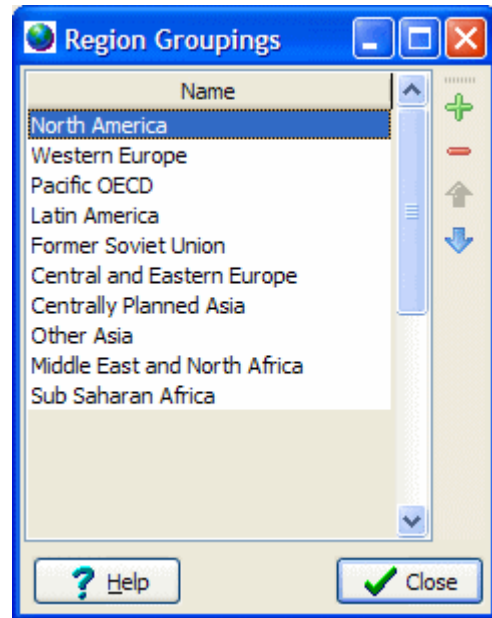 Region Groupings
Name
North America
Western Europe
Pacific OECD
Latin America
Former Soviet Union
Central and Eastern Europe
Centrally Planned Asia
Other Asia
Middle East and North Africa
Sub Saharan Africa
? Help
Close